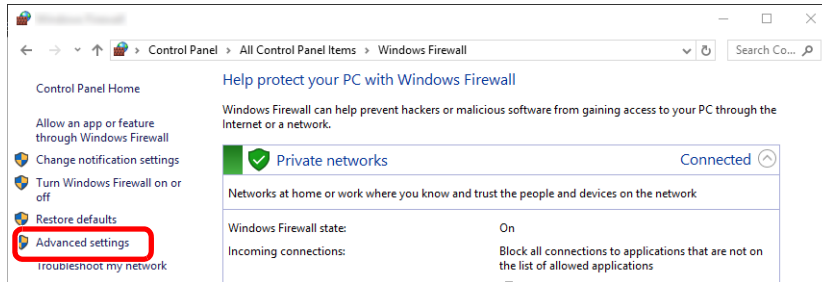 Control Panel > All Control Panel Items > Windows Firewall
Search Co...
Control Panel Home
Allow an app or feature
through Windows Firewall
Change notification settings
Turn Windows Firewall on or
off
Restore defaults
Advanced settings
Troubleshoot my network
Help protect your PC with Windows Firewall
Windows Firewall can help prevent hackers or malicious software from gaining access to your PC through the
Internet or a network.
Private networks
Connected
Networks at home or work where you know and trust the people and devices on the network
Windows Firewall state: On
Incoming connections: Block all connections to applications that are not on
the list of allowed applications